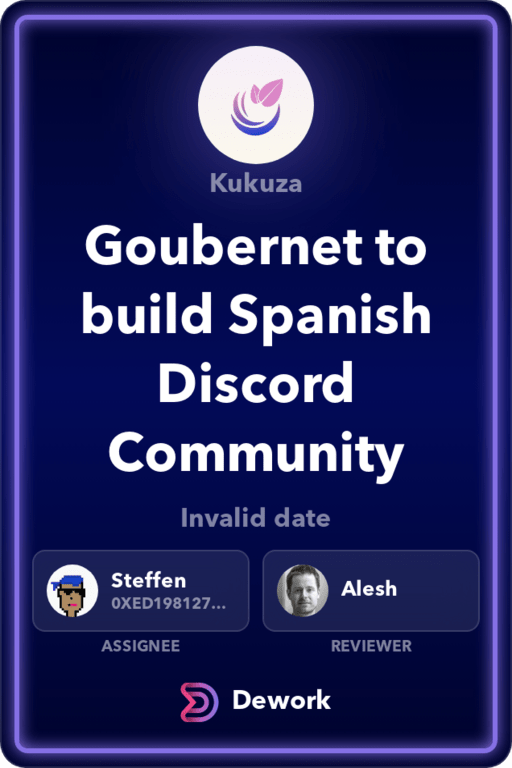 Kukuza
Goubernet to
build Spanish
Discord
Community
Invalid date
Steffen
0XED198127...
Alesh
ASSIGNEE
REVIEWER
Dework